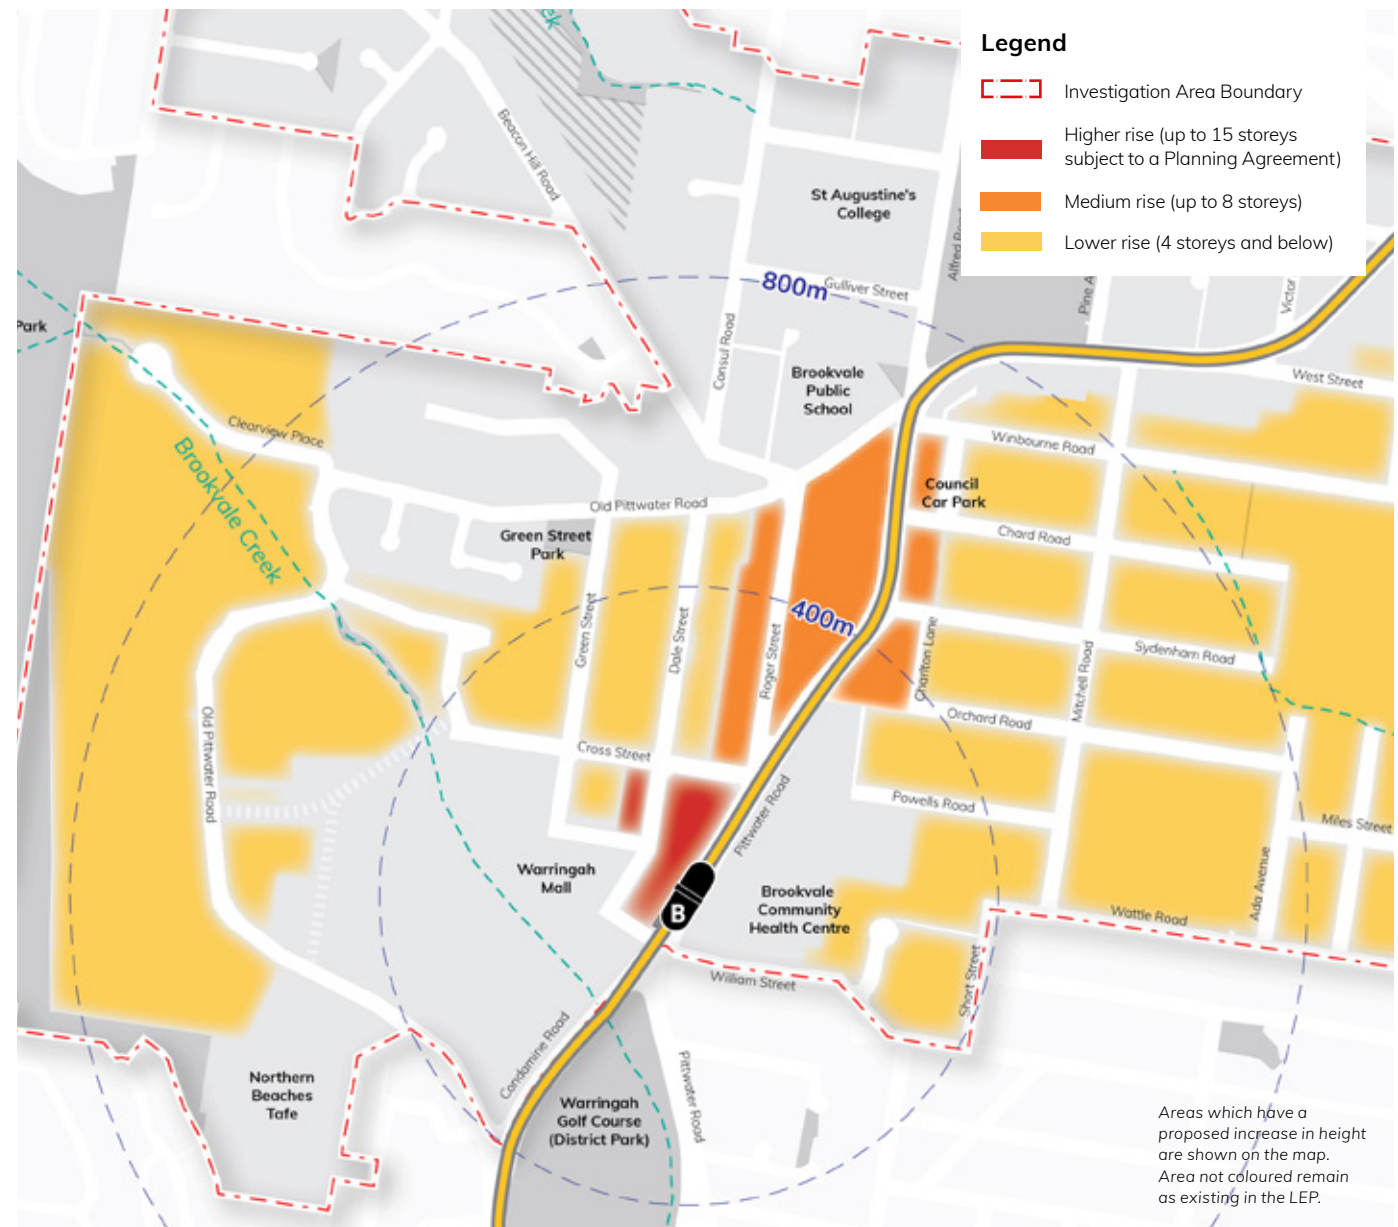 Legend
Investigation Area Boundary
Higher rise (up to 15 storeys
subject to a Planning Agreement)
Medium rise (up to 8 storeys)
Lower rise (4 storeys and below)
Beacon Hill Road
St Augustine's
College
Alfred Road
800m
Gulliver Street
Pine A
Victor
Park
Consul Road
Brookvale
Public
School
West Street
Clearview Place
Winbourne Road
Brookvale Creek
Council
Car Park
Old Pittwater Road
Green Street
Park
Chard Road
400m
Green Street
Dale Street
Roger Street
Charlton Lane
Mitchell Road
Sydenham Road
Orchard Road
Old Pittwater Road
Cross Street
Powells Road
Pittwater Road
Miles Street
Warringah
Mall
B
Brookvale
Community
Health Centre
Ada Avenue
Wattle Road
William Street
Short Street
Condamine Road
Northern
Beaches
Tafe
Warringah
Golf Course
(District Park)
Pittwater Road
Areas which have a
proposed increase in height
are shown on the map.
Area not coloured remain
as existing in the LEP.